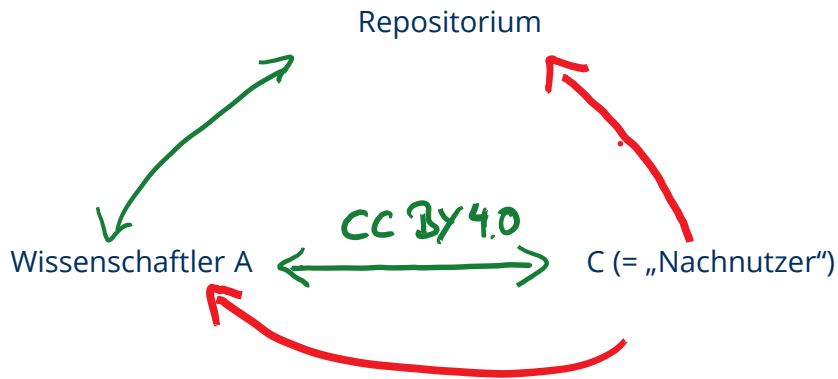 Repositorium
CC BY 4.0
Wissenschaftler A
C (= „Nachnutzer“)